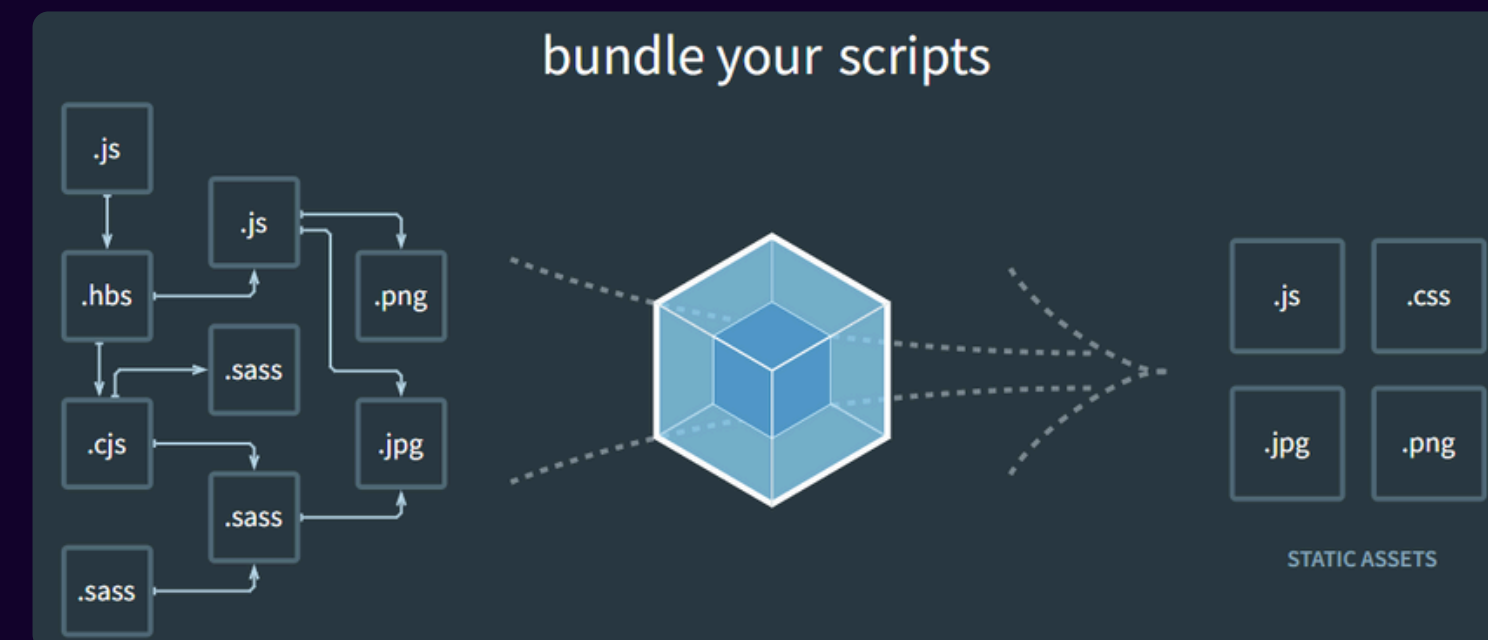 bundle your scripts
.js
.js
.hbs
.png
.sass
.cjs
.jpg
.sass
.sass
.js
.css
.jpg
.png
STATIC ASSETS